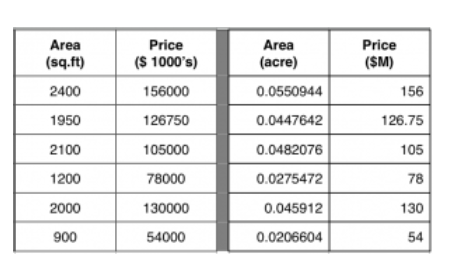 Area Price Area Price
(sq.ft) ($ 1000's) (acre) ($M)
2400 156000 0.0550944 156
1950 126750 0.0447642 126.75
2100 105000 0.0482076 105
1200 78000 0.0275472 78
2000 130000 0.045912 130
900 54000 0.0206604 54